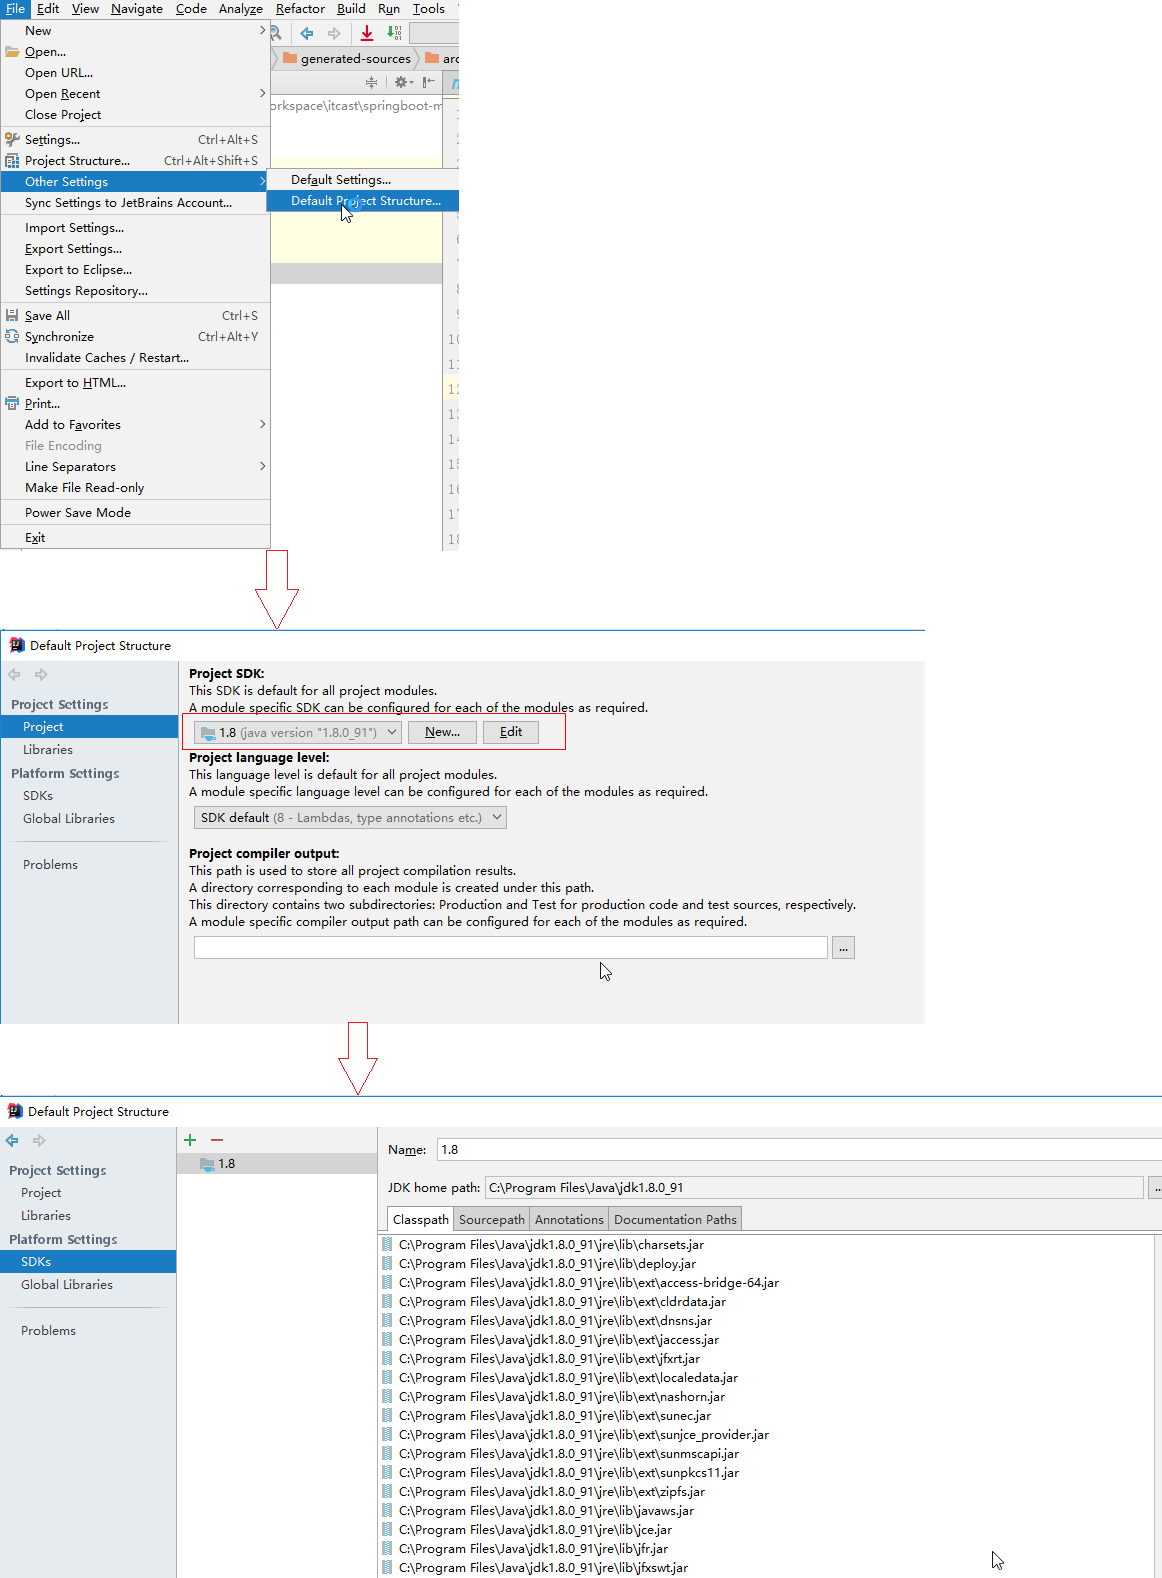 File Edit View Navigate Code Analyze Refactor Build Run Tools
New
Open...
Open URL...
Open Recent
Close Project
Settings... Ctrl+Alt+S
Project Structure... Ctrl+Alt+Shift+S
Other Settings
Sync Settings to JetBrains Account...
Import Settings...
Export Settings...
Export to Eclipse...
Settings Repository...
Save All Ctrl+S
Synchronize Ctrl+Alt+Y
Invalidate Caches / Restart...
Export to HTML...
Print...
Add to Favorites
File Encoding
Line Separators
Make File Read-only
Power Save Mode
Exit
generated-sources
orkspace\itcast\springboot-m
Default Settings...
Default Project Structure...
Default Project Structure
Project Settings
Project
Libraries
Platform Settings
SDKs
Global Libraries
Problems
Project SDK:
This SDK is default for all project modules.
A module specific SDK can be configured for each of the modules as required.
1.8 (java version "1.8.0_91") New... Edit
Project language level:
This language level is default for all project modules.
A module specific language level can be configured for each of the modules as required.
SDK default (8 - Lambdas, type annotations etc.)
Project compiler output:
This path is used to store all project compilation results.
A directory corresponding to each module is created under this path.
This directory contains two subdirectories: Production and Test for production code and test sources, respectively.
A module specific compiler output path can be configured for each of the modules as required.
...
Default Project Structure
Project Settings
Project
Libraries
Platform Settings
SDKs
Global Libraries
Problems
1.8
Name: 1.8
JDK home path: C:\Program Files\Java\jdk1.8.0_91
Classpath Sourcepath Annotations Documentation Paths
C:\Program Files\Java\jdk1.8.0_91\jre\lib\charsets.jar
C:\Program Files\Java\jdk1.8.0_91\jre\lib\deploy.jar
C:\Program Files\Java\jdk1.8.0_91\jre\lib\ext\access-bridge-64.jar
C:\Program Files\Java\jdk1.8.0_91\jre\lib\ext\cldrdata.jar
C:\Program Files\Java\jdk1.8.0_91\jre\lib\ext\dnsns.jar
C:\Program Files\Java\jdk1.8.0_91\jre\lib\ext\jaccess.jar
C:\Program Files\Java\jdk1.8.0_91\jre\lib\ext\jfxrt.jar
C:\Program Files\Java\jdk1.8.0_91\jre\lib\ext\localedata.jar
C:\Program Files\Java\jdk1.8.0_91\jre\lib\ext\nashorn.jar
C:\Program Files\Java\jdk1.8.0_91\jre\lib\ext\sunec.jar
C:\Program Files\Java\jdk1.8.0_91\jre\lib\ext\sunjce_provider.jar
C:\Program Files\Java\jdk1.8.0_91\jre\lib\ext\sunmscapi.jar
C:\Program Files\Java\jdk1.8.0_91\jre\lib\ext\sunpkcs11.jar
C:\Program Files\Java\jdk1.8.0_91\jre\lib\ext\zipfs.jar
C:\Program Files\Java\jdk1.8.0_91\jre\lib\javaws.jar
C:\Program Files\Java\jdk1.8.0_91\jre\lib\jce.jar
C:\Program Files\Java\jdk1.8.0_91\jre\lib\jfr.jar
C:\Program Files\Java\jdk1.8.0_91\jre\lib\jfxswt.jar